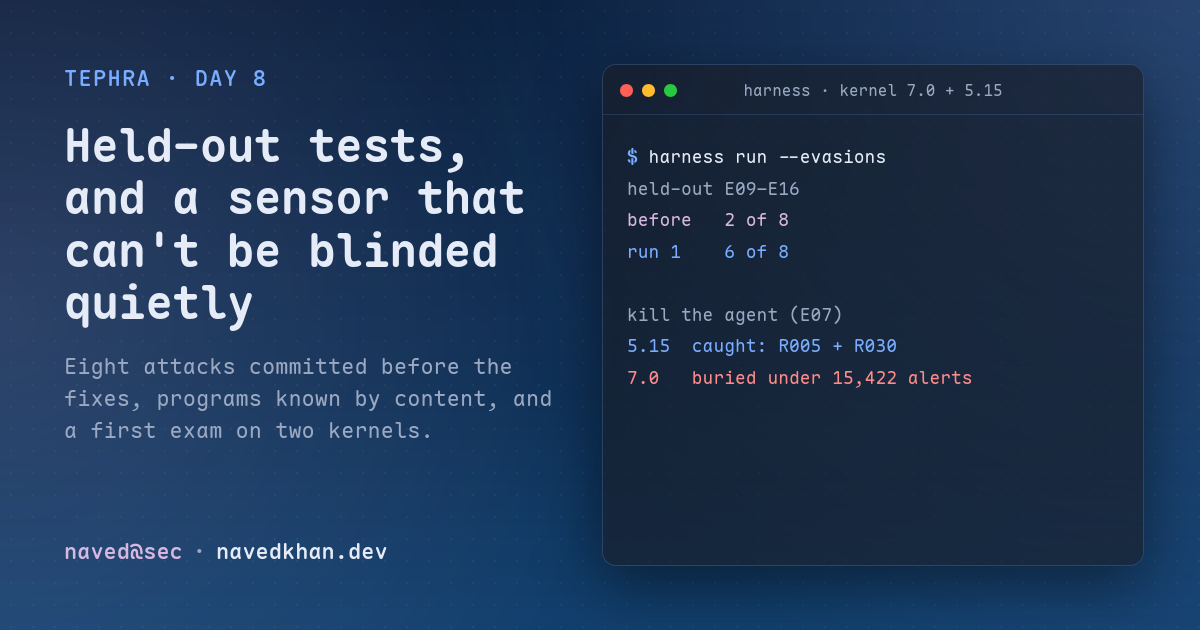 TEPHRA · DAY 8
Held-out tests,
and a sensor that
can't be blinded
quietly
Eight attacks committed before the
fixes, programs known by content, and
a first exam on two kernels.
naved@sec · navedkhan.dev
harness · kernel 7.0 + 5.15
$ harness run --evasions
held-out E09-E16
before 2 of 8
run 1 6 of 8
kill the agent (E07)
5.15 caught: R005 + R030
7.0 buried under 15,422 alerts